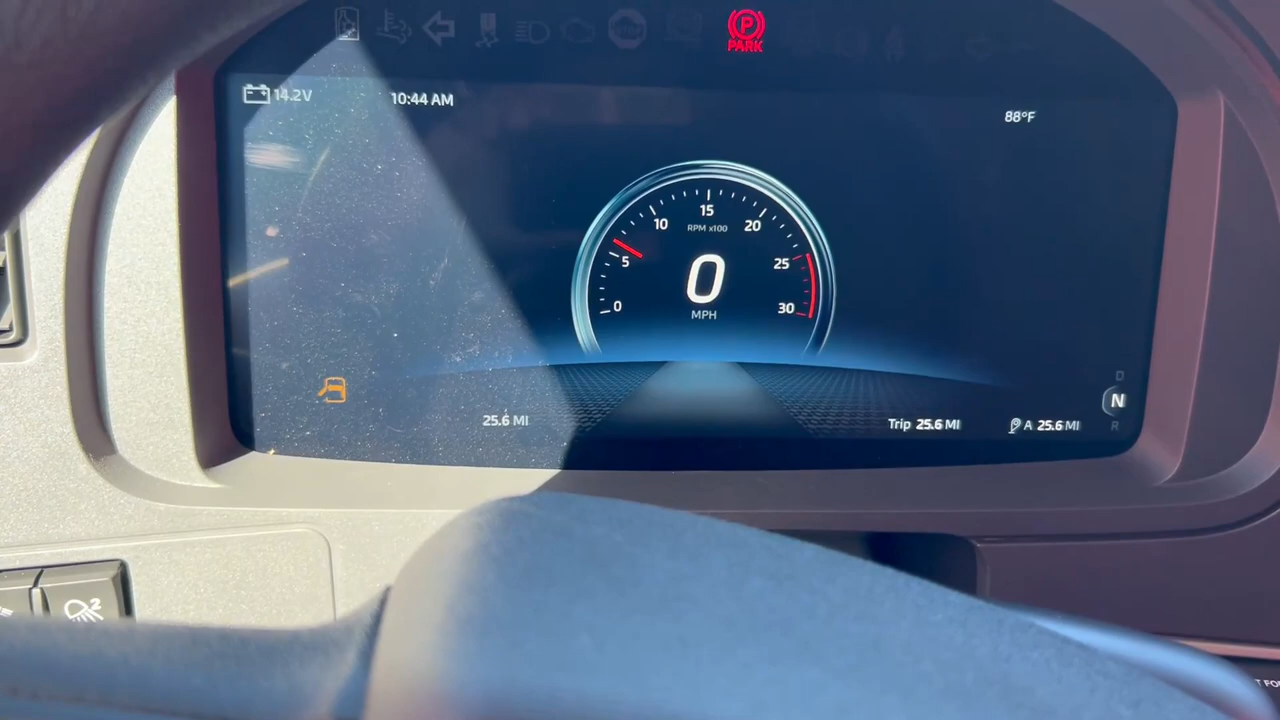 P
PARK
14.2V
10:44 AM
88°F
15
10
20
RPM x100
5
25
0
0
30
MPH
D
N
R
25.6 MI
Trip 25.6 MI
A 25.6 MI
2